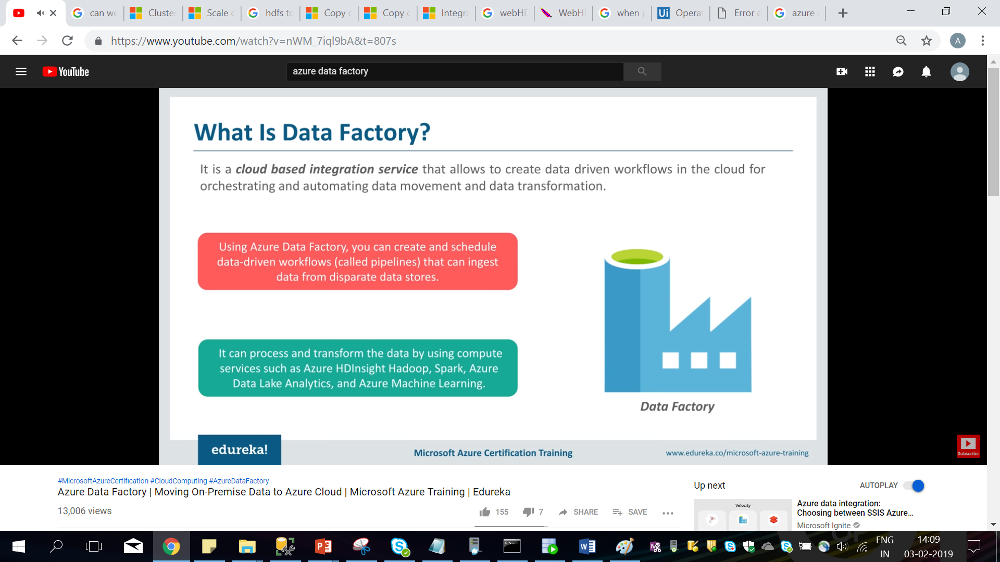 can we
Cluster
Scale
hdfs to
Copy
Copy
Integra
webHD
WebH
when
Ui
Opera
Error
azure
https://www.youtube.com/watch?v=nWM_7iql9bA&t=807s
A
YouTube
azure data factory
What Is Data Factory?
It is a cloud based integration service that allows to create data driven workflows in the cloud for
orchestrating and automating data movement and data transformation.
Using Azure Data Factory, you can create and schedule
data-driven workflows (called pipelines) that can ingest
data from disparate data stores.
It can process and transform the data by using compute
services such as Azure HDInsight Hadoop, Spark, Azure
Data Lake Analytics, and Azure Machine Learning.
Data Factory
edureka!
Microsoft Azure Certification Training
www.edureka.co/microsoft-azure-training
Subscribe
#MicrosoftAzureCertification #CloudComputing #AzureDataFactory
Azure Data Factory | Moving On-Premise Data to Azure Cloud | Microsoft Azure Training | Edureka
13,006 views
155
7
SHARE
SAVE
Up next
AUTOPLAY
Velocity
Azure data integration:
Choosing between SSIS Azure...
Microsoft Ignite
ENG
IN
14:09
03-02-2019